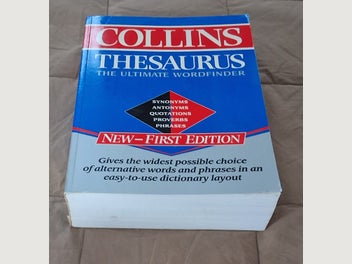 COLLINS
THESAURUS
THE ULTIMATE WORDFINDER
SYNONYMS
ANTONYMS
QUOTATIONS
PROVERBS
PHRASES
NEW–FIRST EDITION
Gives the widest possible choice
of alternative words and phrases in an
easy-to-use dictionary layout